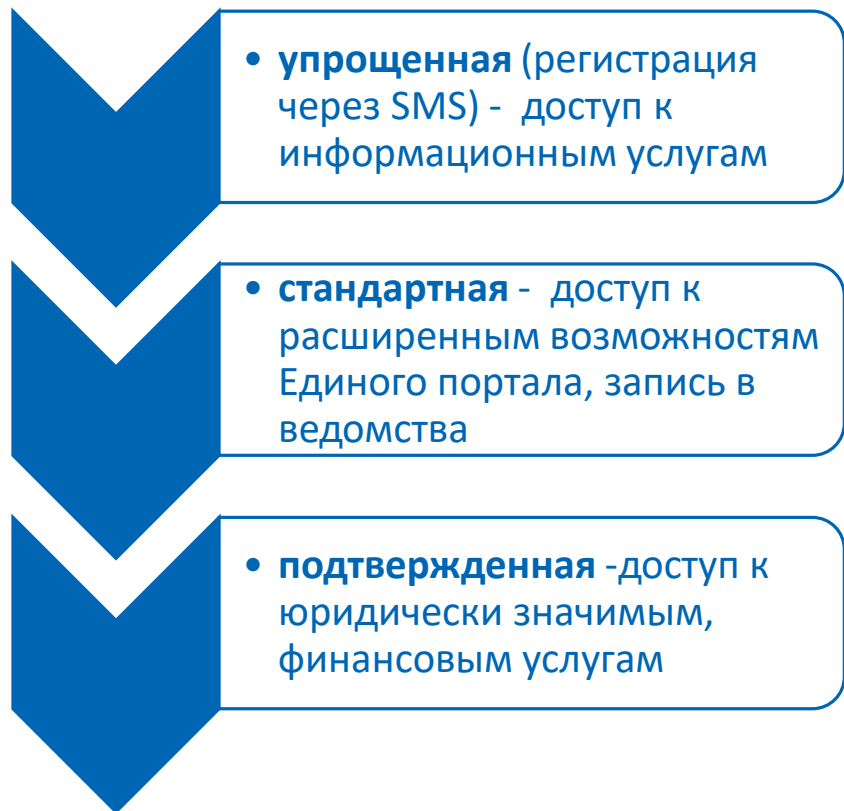 • упрощенная (регистрация
через SMS) - доступ к
информационным услугам
• стандартная - доступ к
расширенным возможностям
Единого портала, запись в
ведомства
• подтвержденная -доступ к
юридически значимым,
финансовым услугам